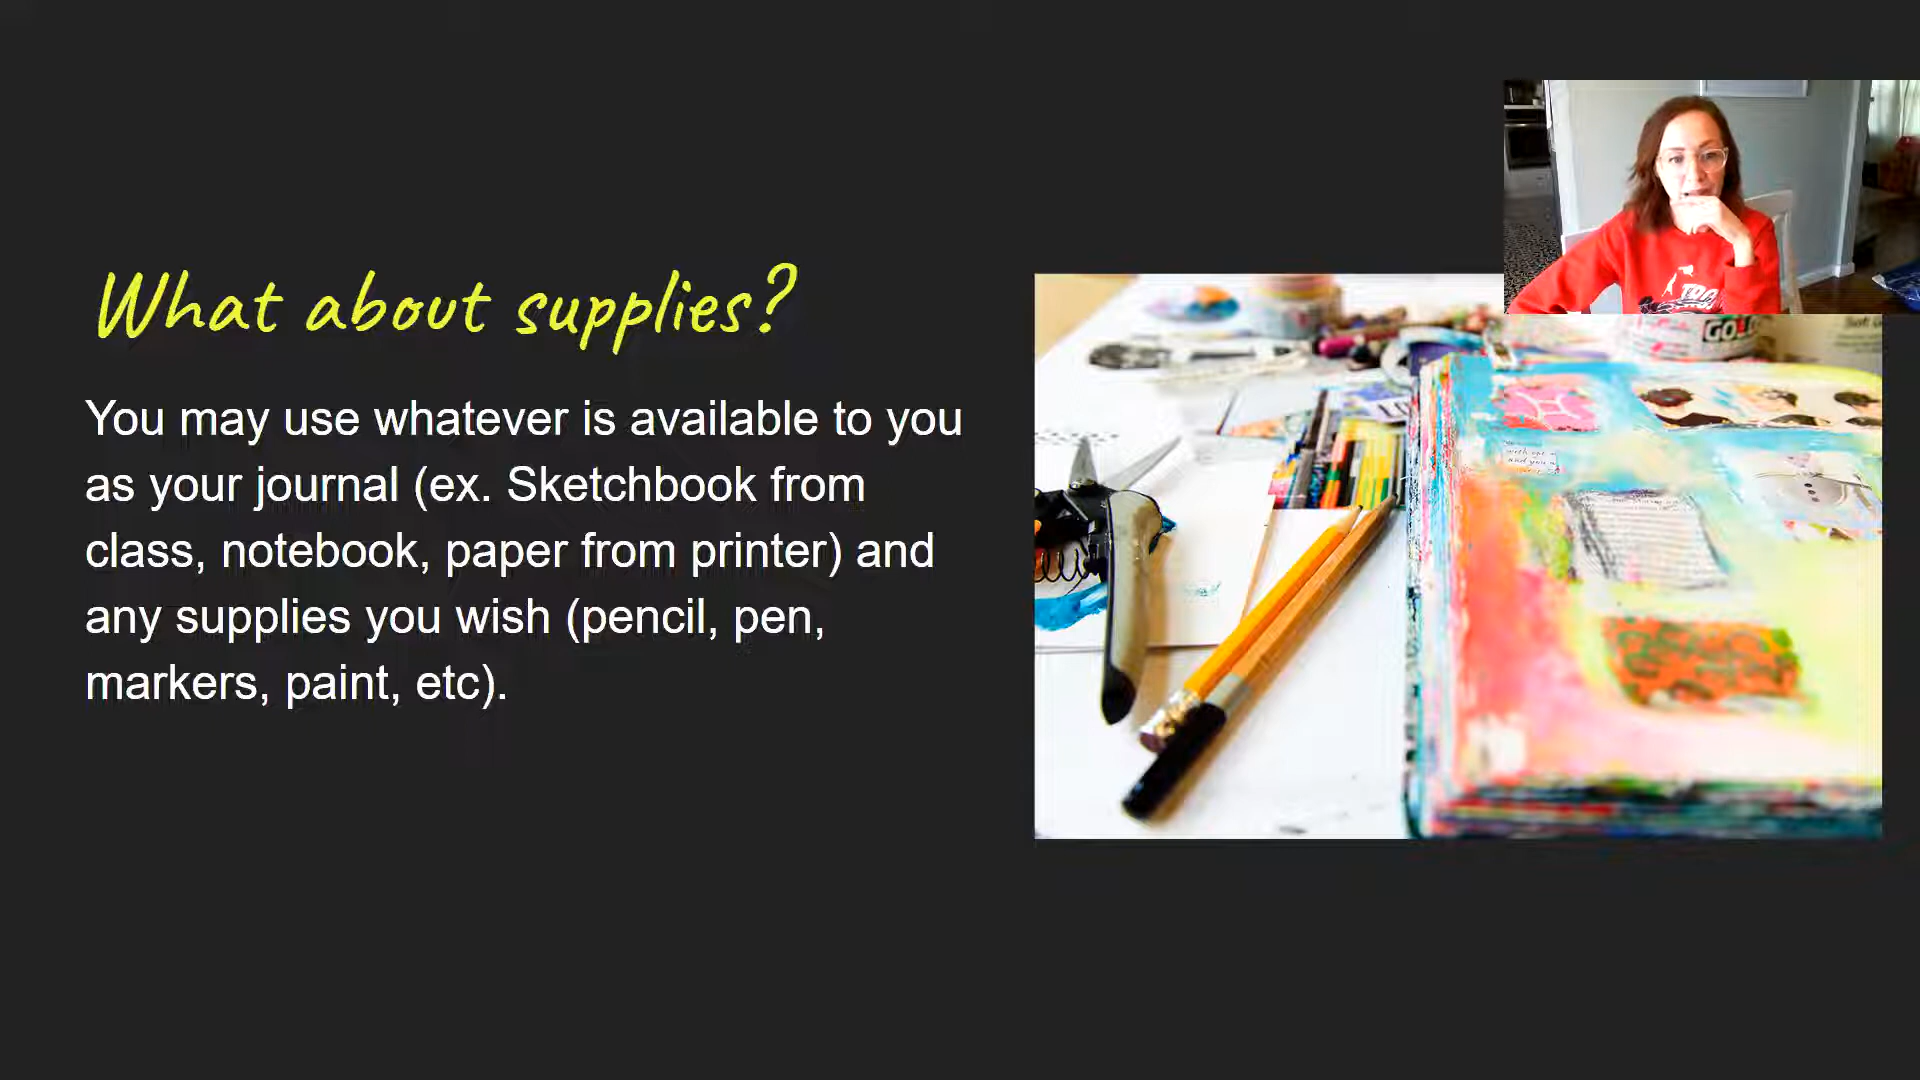 What about supplies?
You may use whatever is available to you
as your journal (ex. Sketchbook from
class, notebook, paper from printer) and
any supplies you wish (pencil, pen,
markers, paint, etc).